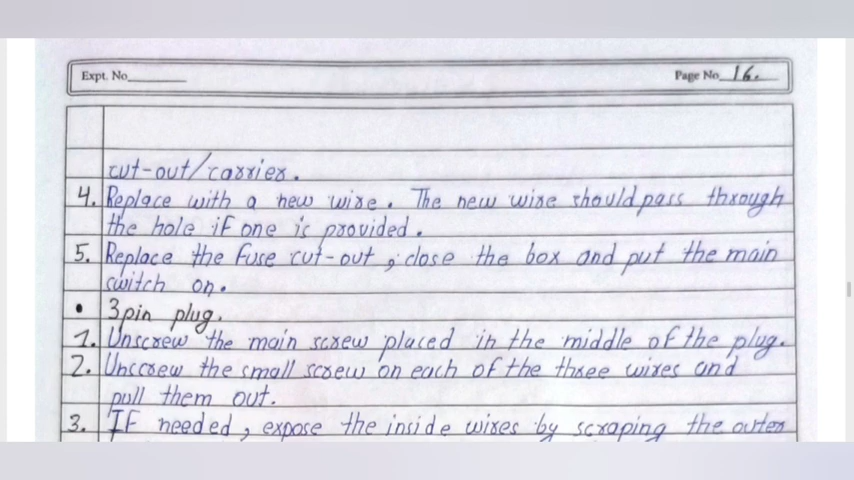 Expt. No
Page No 16.
cut-out/carrier.
4. Replace with a new wire. The new wire should pass through
the hole if one is provided.
5. Replace the fuse cut-out, close the box and put the main
switch on.
• 3pin plug.
1. Unscrew the main screw placed in the middle of the plug.
2. Unscrew the small screw on each of the three wires and
pull them out.
3. IF needed, expose the inside wires by scraping the outer